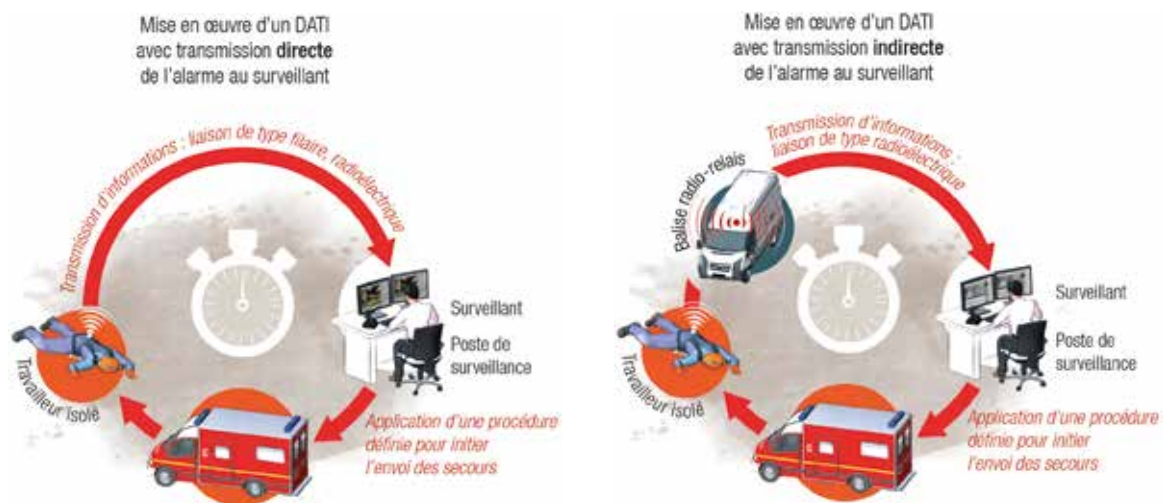 Mise en œuvre d'un DATI
avec transmission directe
de l'alarme au surveillant
Transmission d'informations : liaison de type filaire, radioélectrique
Surveillant
Poste de
surveillance
Travailleur isolé
Application d'une procédure
définie pour initier
l'envoi des secours
Mise en œuvre d'un DATI
avec transmission indirecte
de l'alarme au surveillant
Transmission d'informations :
liaison de type radioélectrique
Balise radio-relais
Surveillant
Poste de
surveillance
Travailleur isolé
Application d'une procédure
définie pour initier
l'envoi des secours